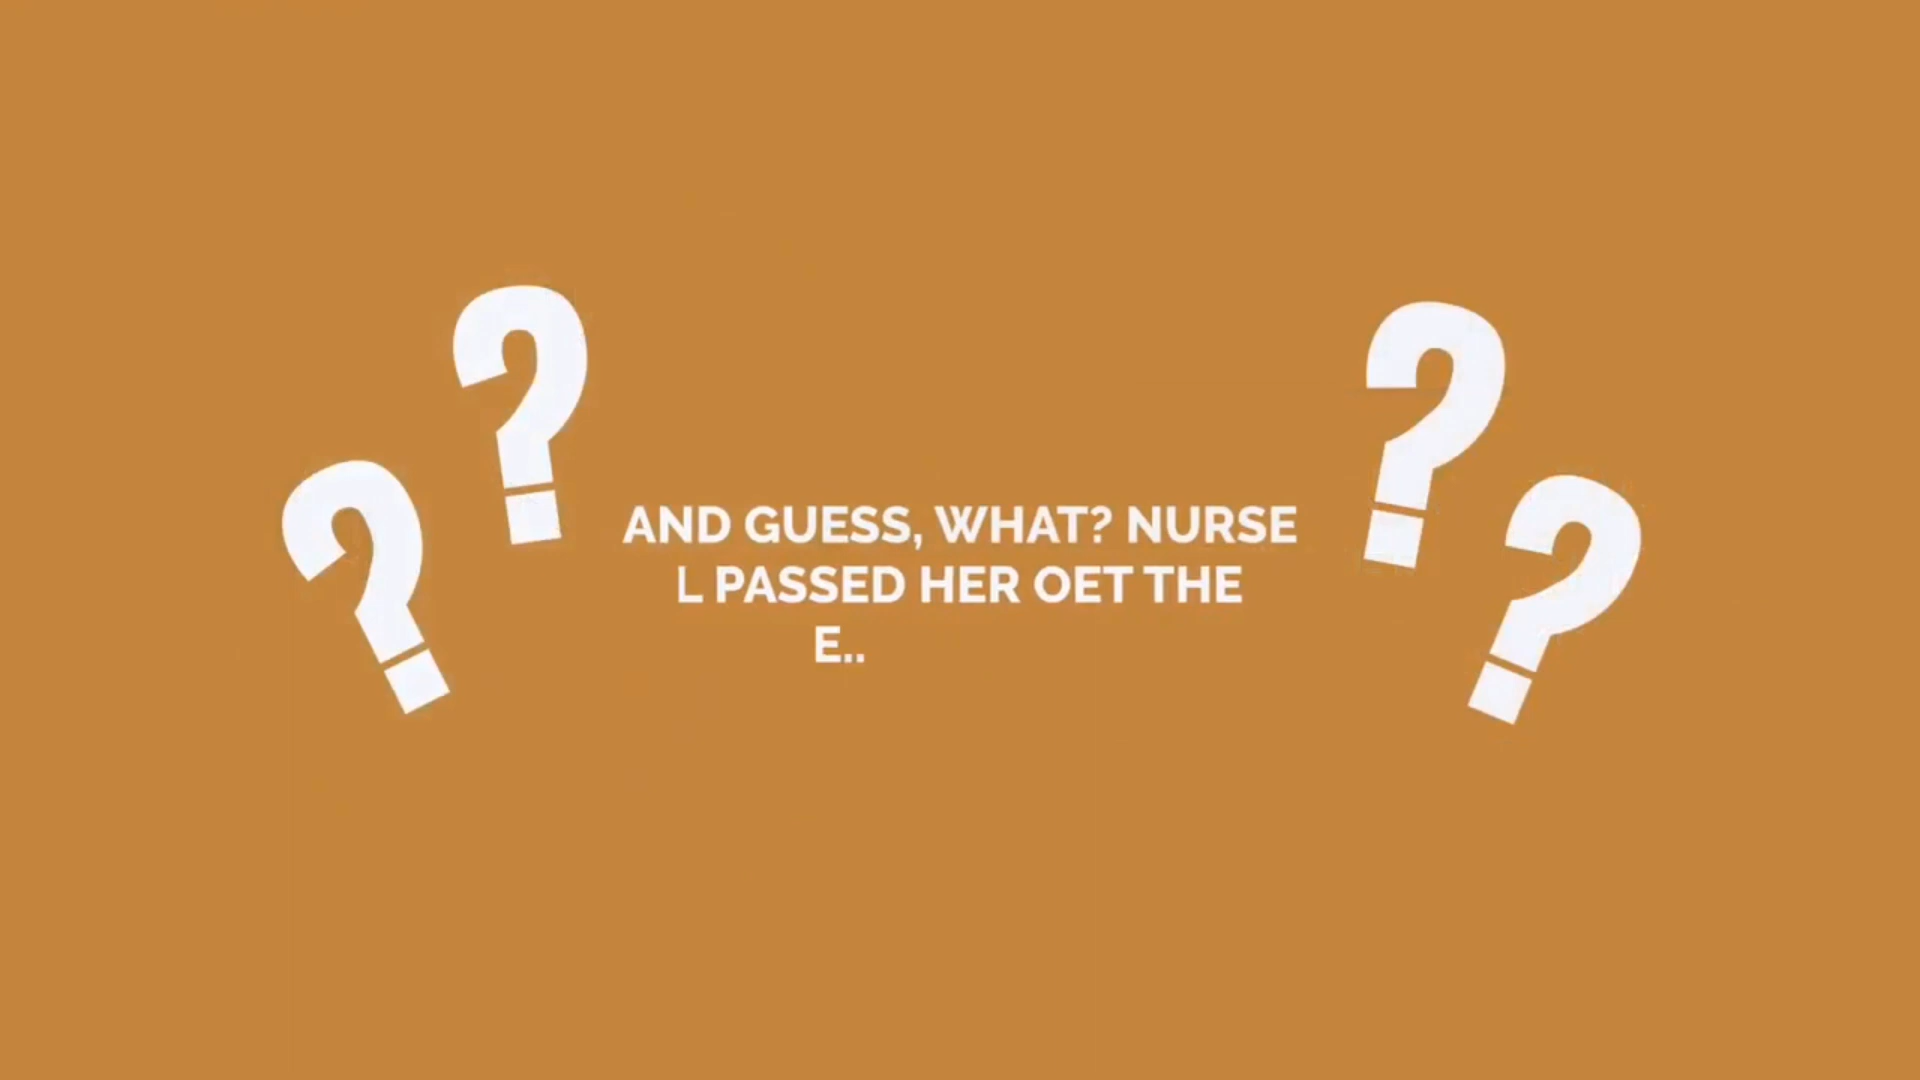 AND GUESS, WHAT? NURSE
L PASSED HER OET THE
E..